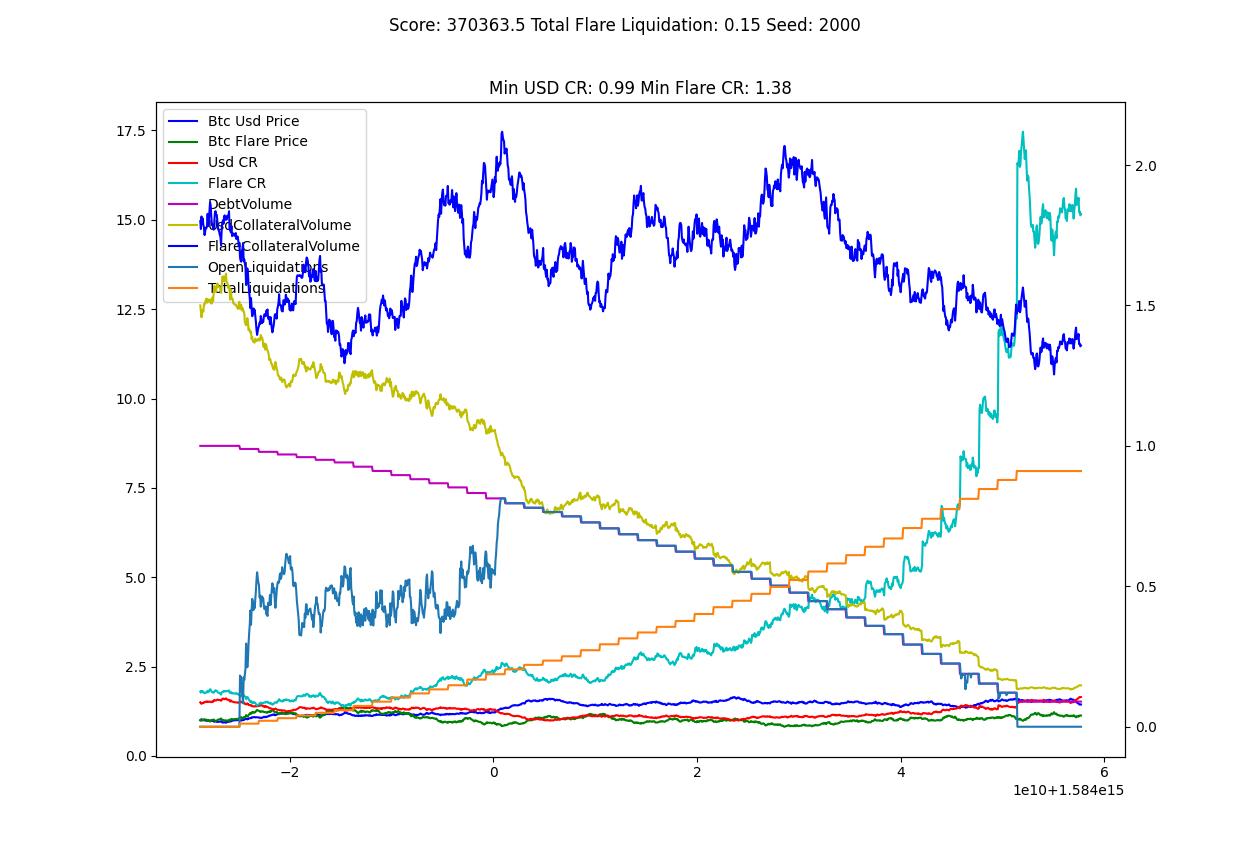 Score: 370363.5 Total Flare Liquidation: 0.15 Seed: 2000
Min USD CR: 0.99 Min Flare CR: 1.38
Btc Usd Price
Btc Flare Price
Usd CR
Flare CR
DebtVolume
UsdCollateralVolume
FlareCollateralVolume
OpenLiquidations
TotalLiquidations
17.5
15.0
12.5
10.0
7.5
5.0
2.5
0.0
2.0
1.5
1.0
0.5
0.0
−2
0
2
4
6
1e10+1.584e15